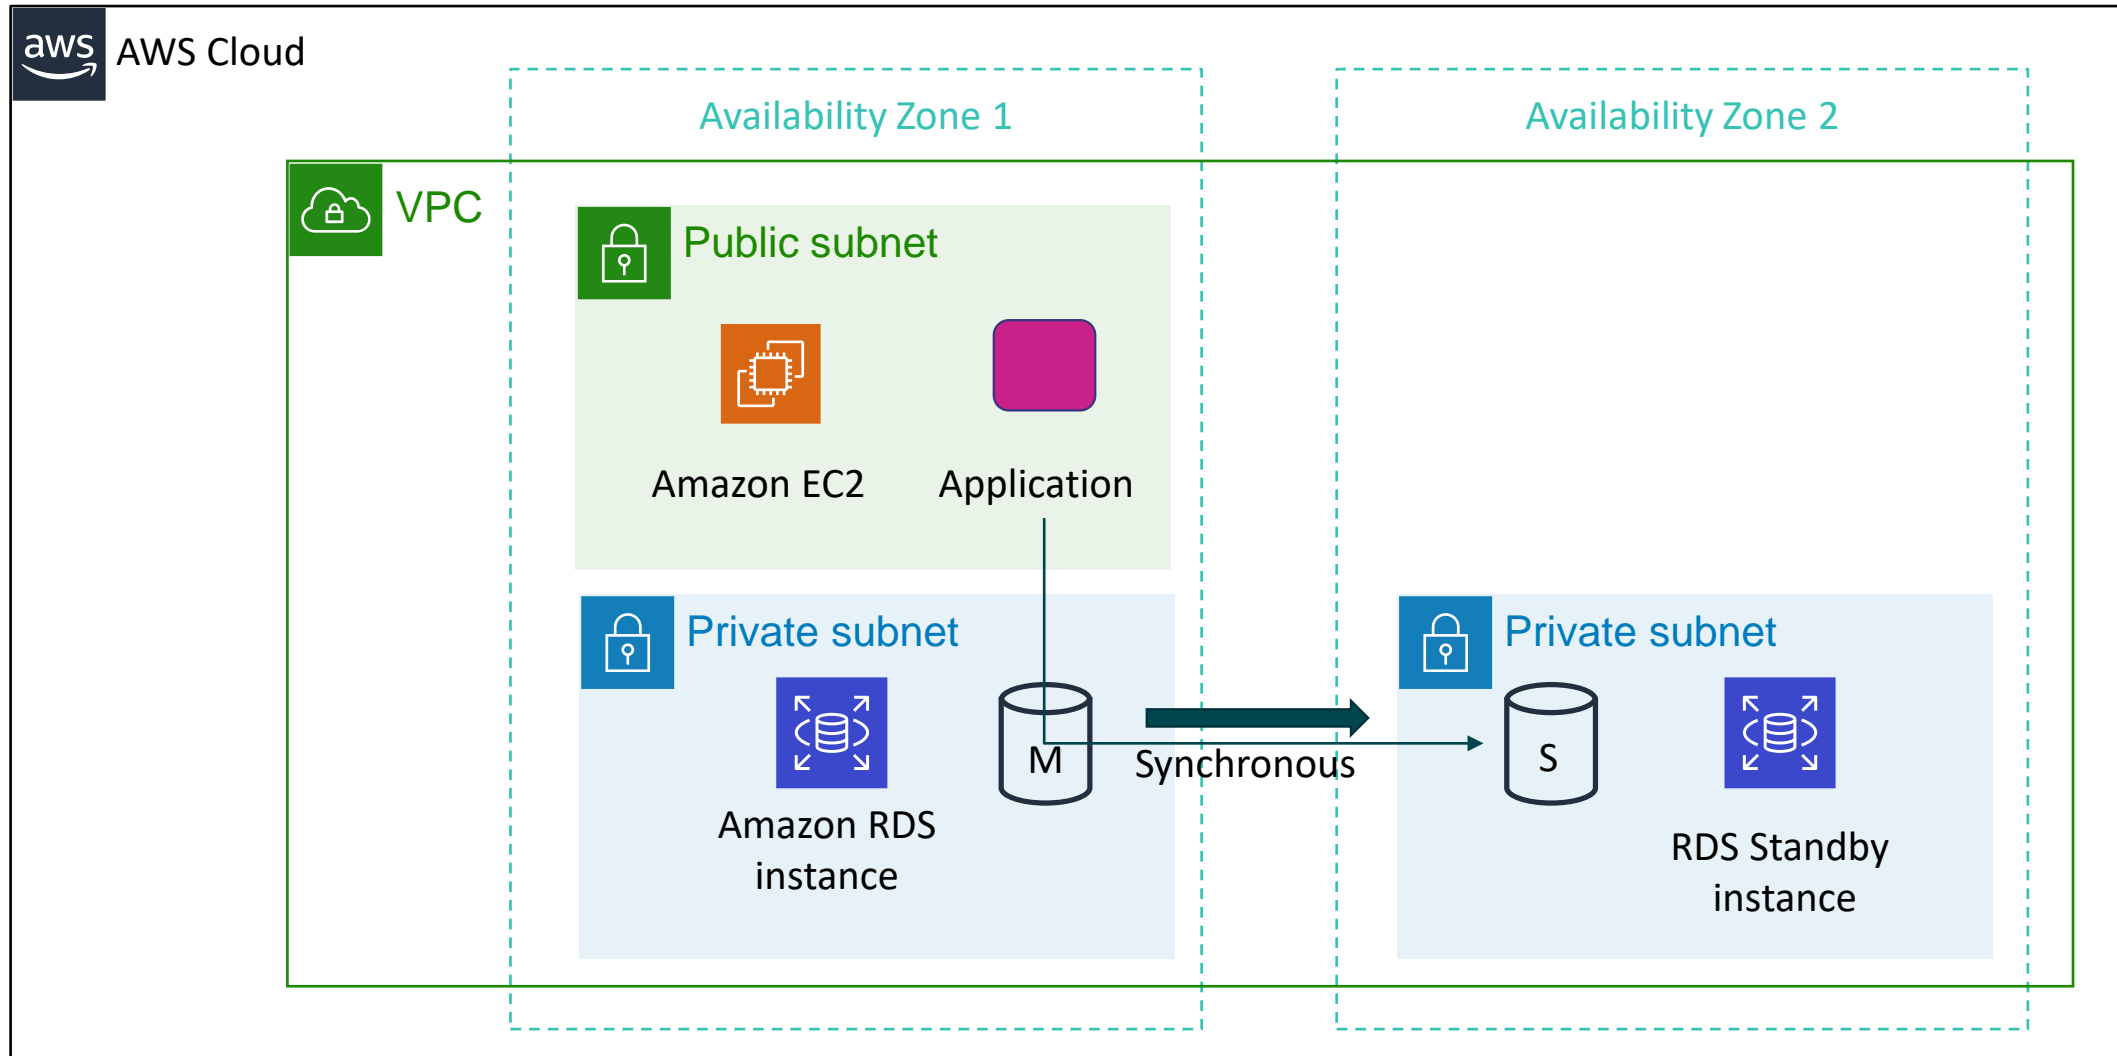 aws
AWS Cloud
Availability Zone 1
Availability Zone 2
VPC
Public subnet
Amazon EC2
Application
Private subnet
M
Amazon RDS
instance
Synchronous
Private subnet
S
RDS Standby
instance